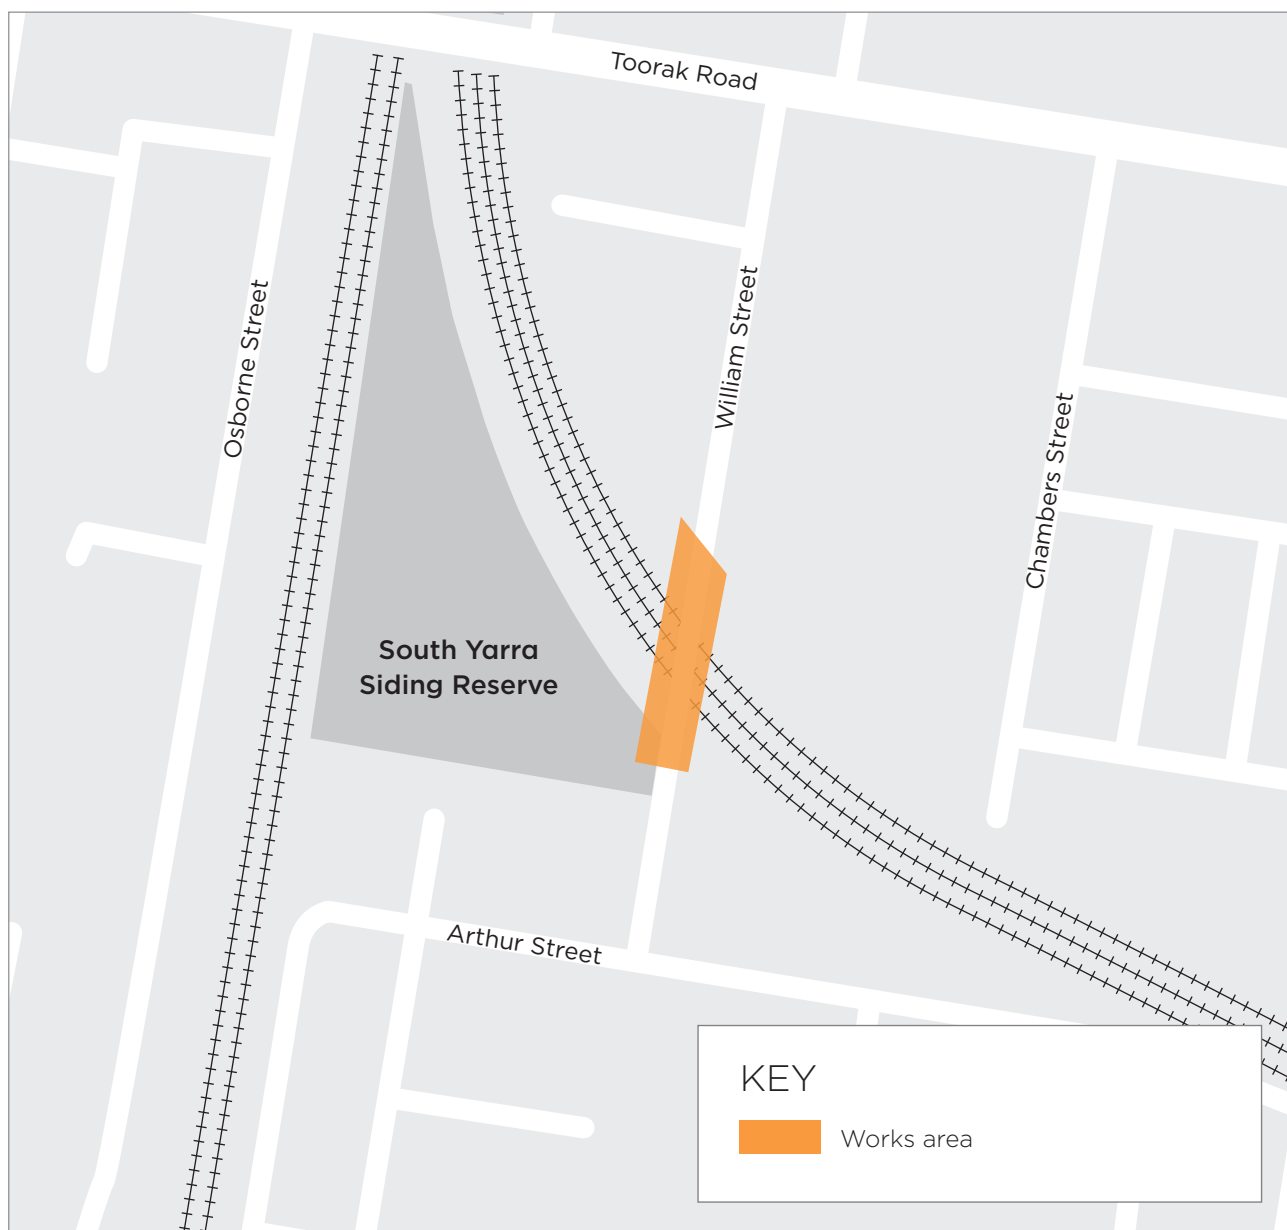 Toorak Road
Osborne Street
William Street
Chambers Street
South Yarra
Siding Reserve
Arthur Street
KEY
Works area